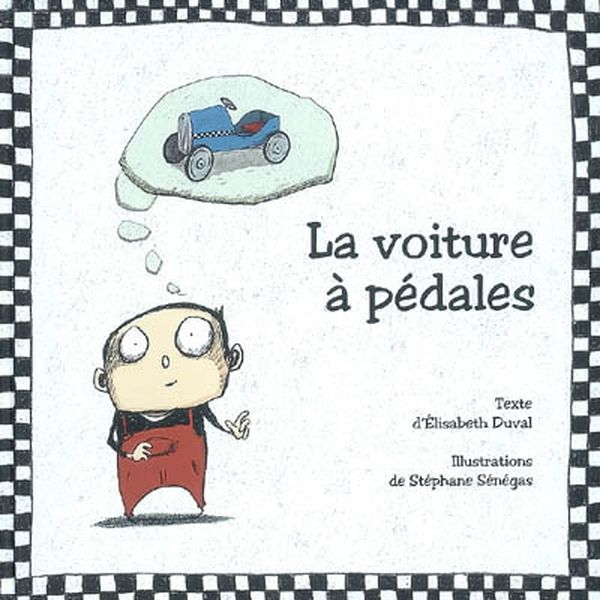 La voiture
à pédales
Texte
d'Élisabeth Duval
Illustrations
de Stéphane Sénégas